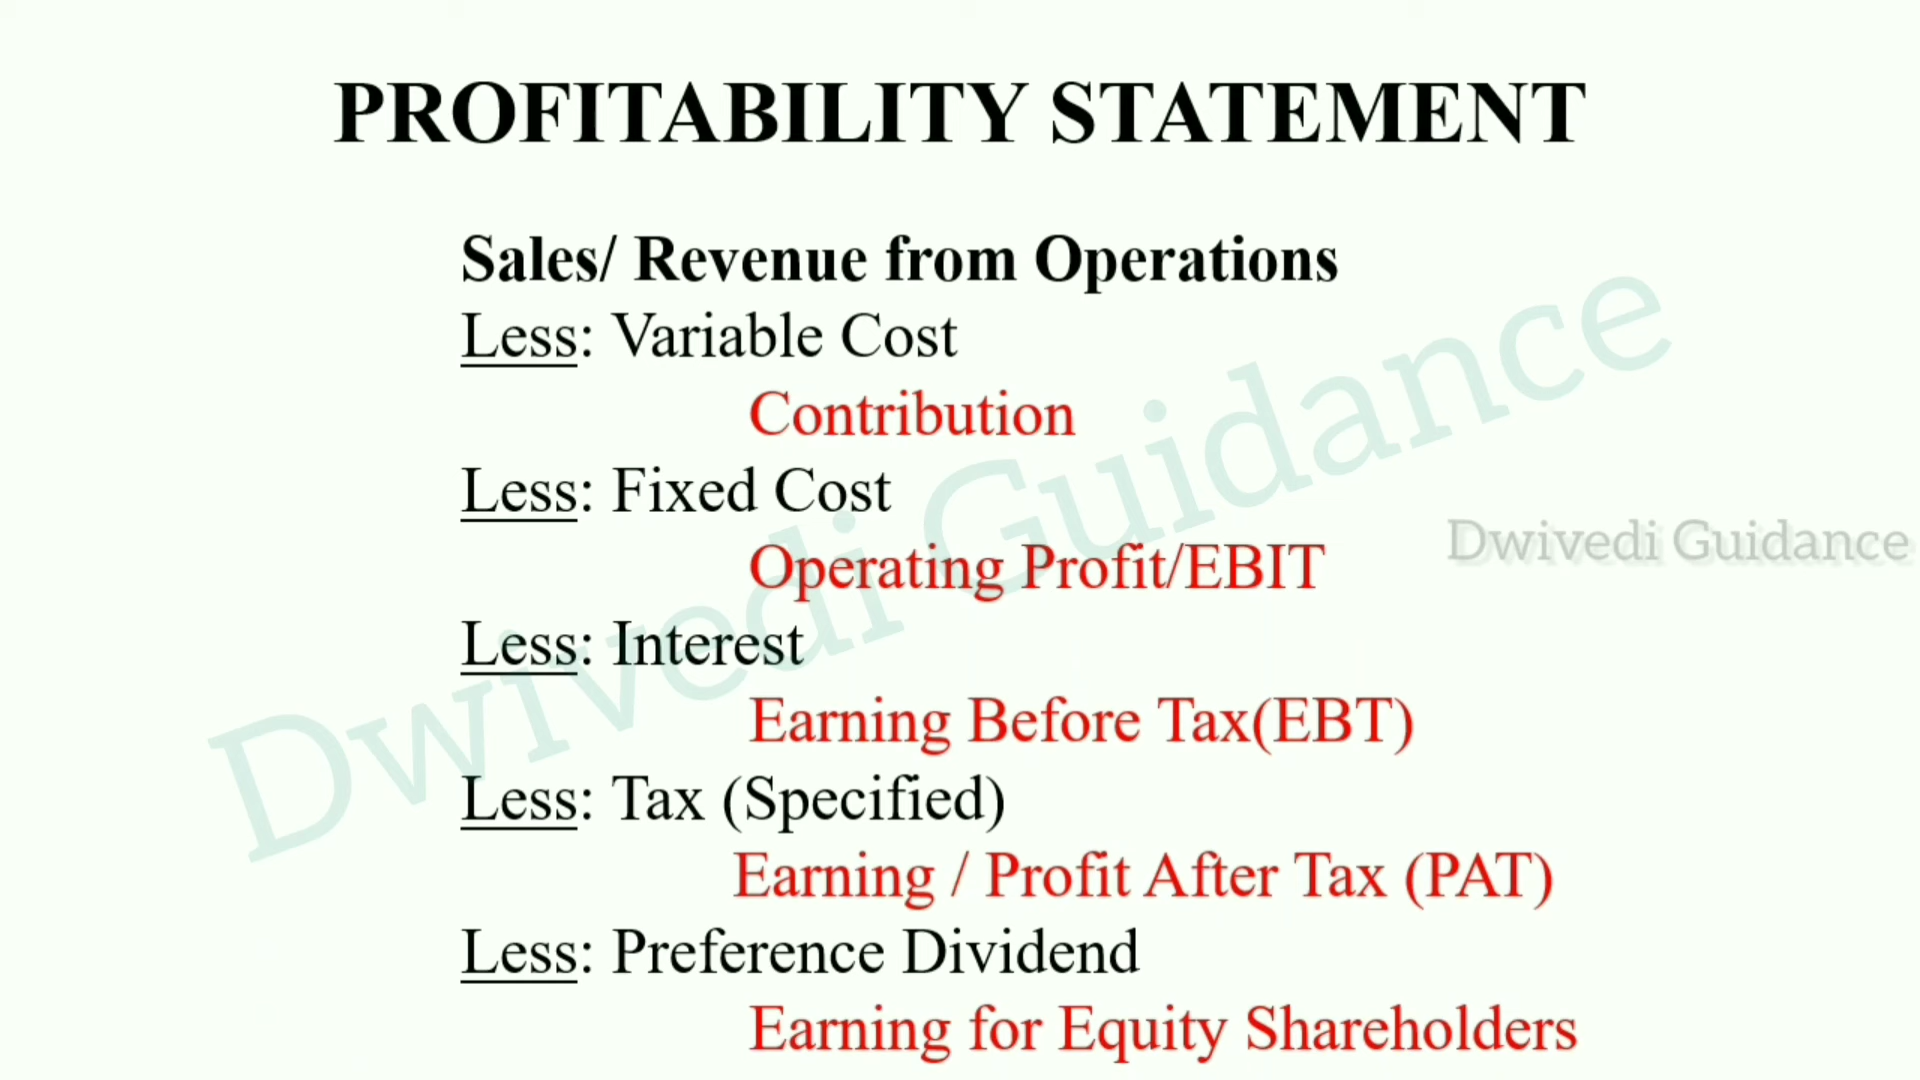 PROFITABILITY STATEMENT
Sales/ Revenue from Operations
Less: Variable Cost
Contribution
Less: Fixed Cost
Operating Profit/EBIT
Dwivedi Guidance
Less: Interest
Earning Before Tax(EBT)
Less: Tax (Specified)
Earning / Profit After Tax (PAT)
Less: Preference Dividend
Earning for Equity Shareholders
Dwivedi Guidance